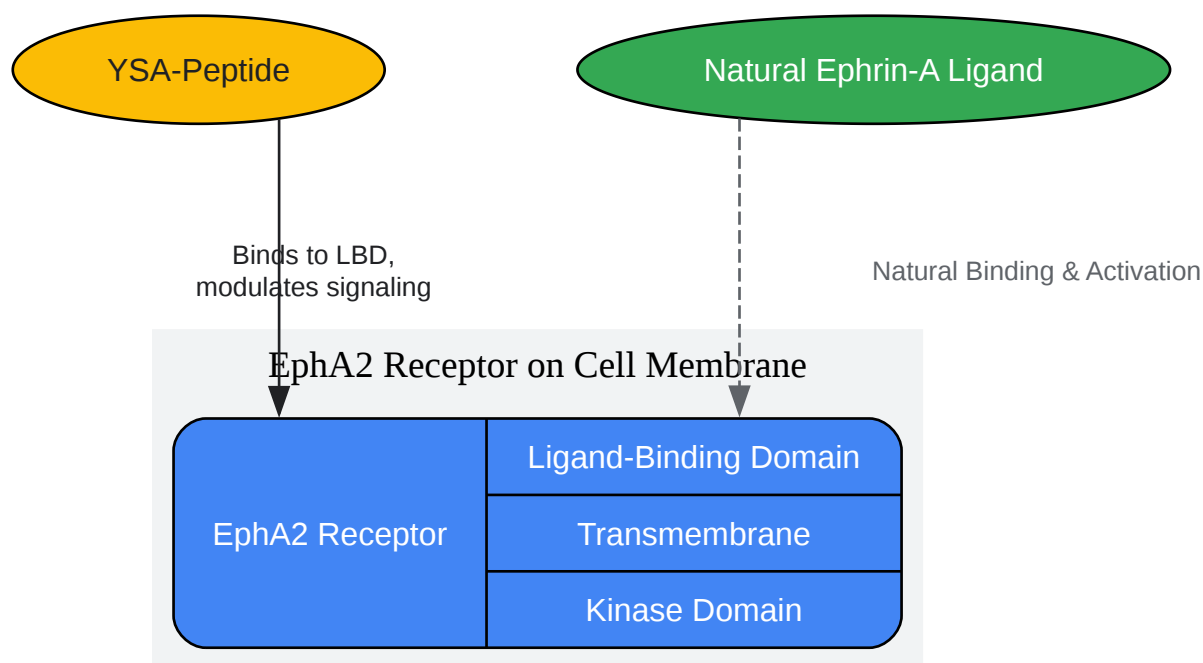 YSA-Peptide
Natural Ephrin-A Ligand
Binds to LBD,
modulates signaling
Natural Binding & Activation
EphA2 Receptor on Cell Membrane
EphA2 Receptor
Ligand-Binding Domain
Transmembrane
Kinase Domain